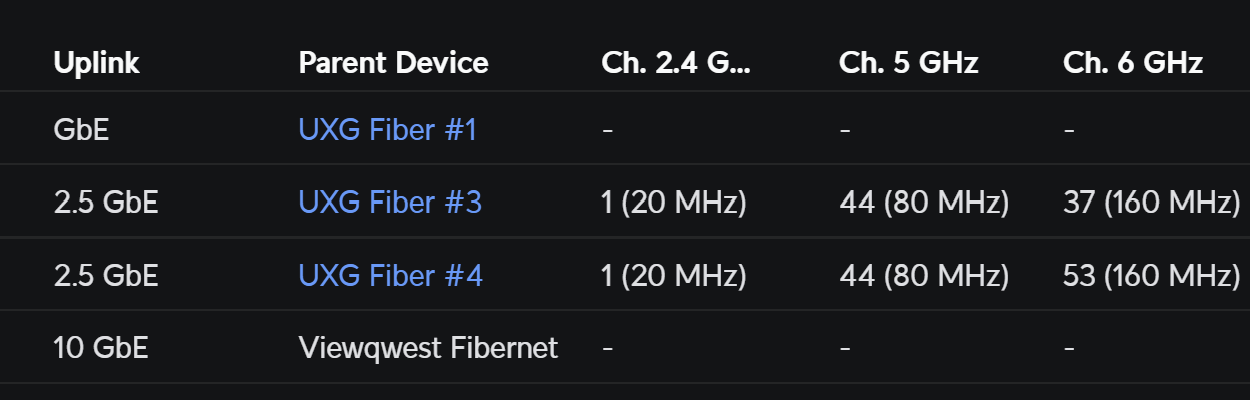 Uplink Parent Device Ch. 2.4 G... Ch. 5 GHz Ch. 6 GHz
GbE UXG Fiber #1 - - -
2.5 GbE UXG Fiber #3 1 (20 MHz) 44 (80 MHz) 37 (160 MHz)
2.5 GbE UXG Fiber #4 1 (20 MHz) 44 (80 MHz) 53 (160 MHz)
10 GbE Viewqwest Fibernet - - -